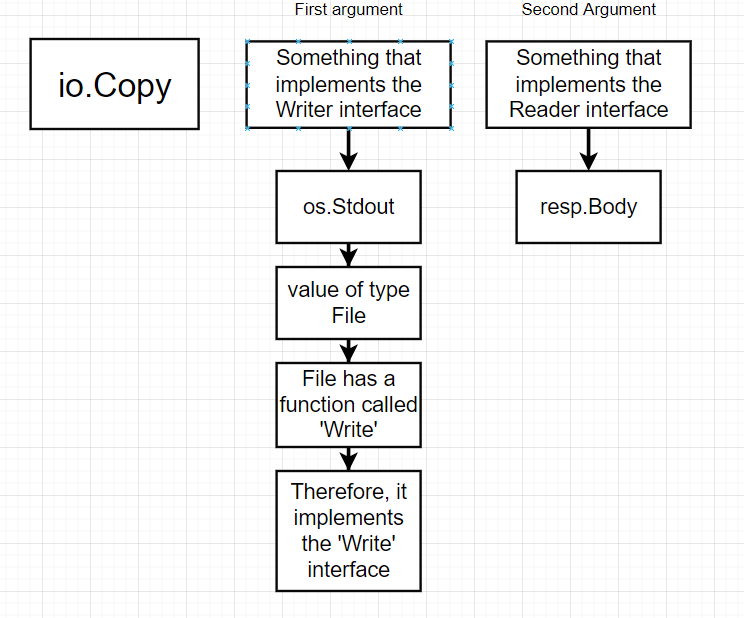 First argument
Second Argument
io.Copy
Something that
implements the
Writer interface
Something that
implements the
Reader interface
os.Stdout
resp.Body
value of type
File
File has a
function called
'Write'
Therefore, it
implements
the 'Write'
interface